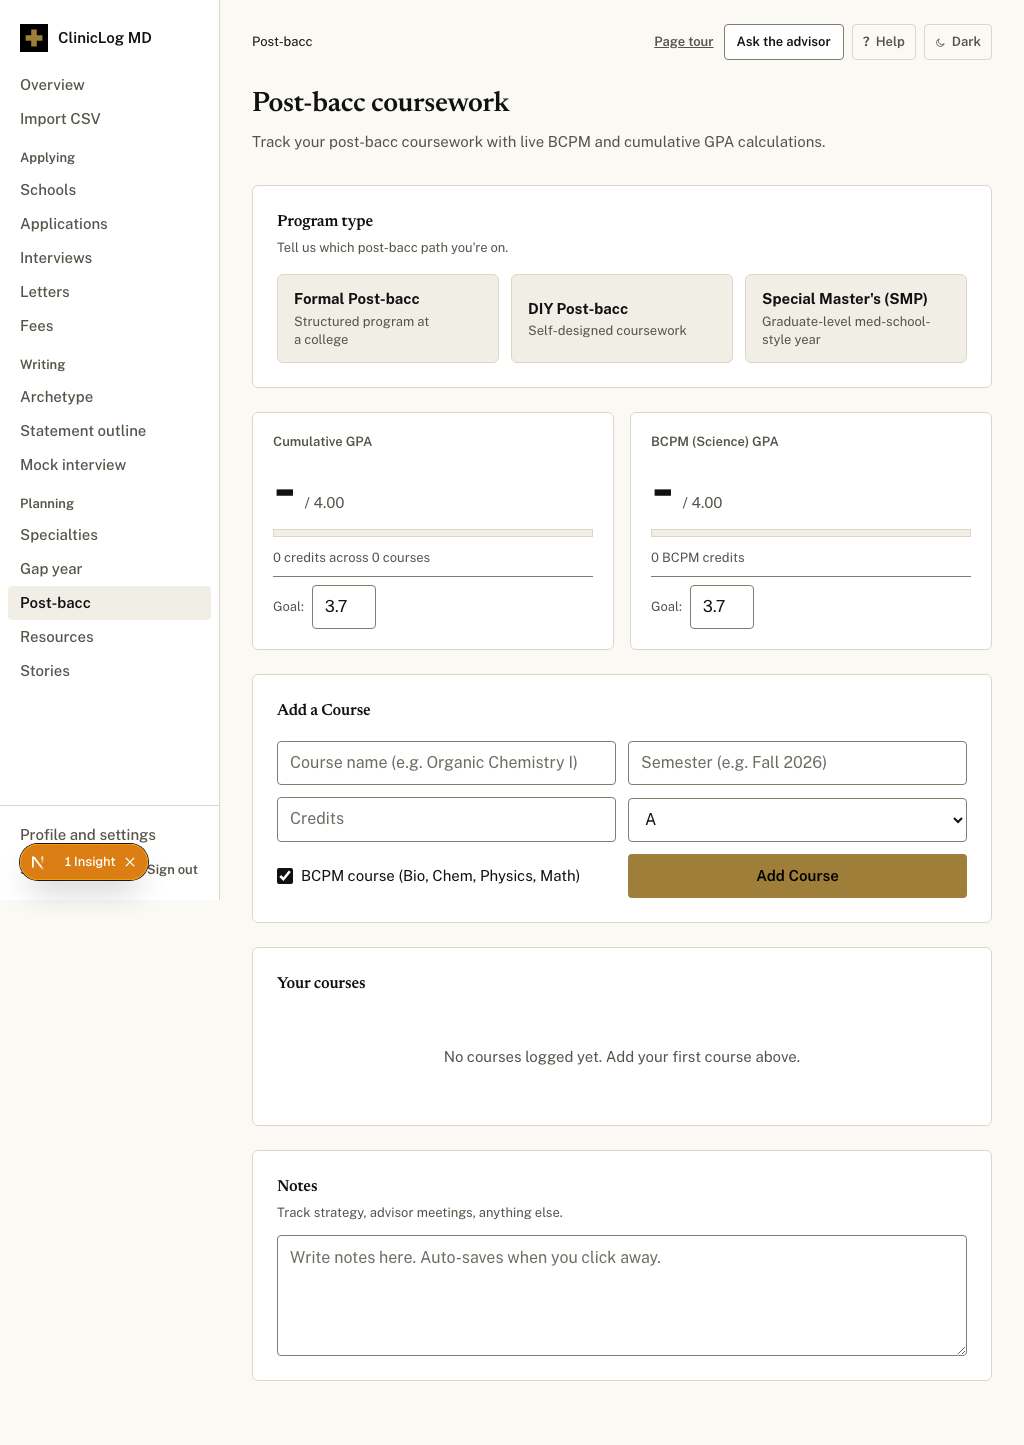 ClinicLog MD
Overview
Import CSV
Applying
Schools
Applications
Interviews
Letters
Fees
Writing
Archetype
Statement outline
Mock interview
Planning
Specialties
Gap year
Post-bacc
Resources
Stories
Profile and settings
1 Insight
Sign out
Post-bacc
Page tour
Ask the advisor
? Help
Dark
Post-bacc coursework
Track your post-bacc coursework with live BCPM and cumulative GPA calculations.
Program type
Tell us which post-bacc path you're on.
Formal Post-bacc
Structured program at
a college
DIY Post-bacc
Self-designed coursework
Special Master's (SMP)
Graduate-level med-school-
style year
Cumulative GPA
- / 4.00
0 credits across 0 courses
Goal: 3.7
BCPM (Science) GPA
- / 4.00
0 BCPM credits
Goal: 3.7
Add a Course
Course name (e.g. Organic Chemistry I)
Semester (e.g. Fall 2026)
Credits
A
BCPM course (Bio, Chem, Physics, Math)
Add Course
Your courses
No courses logged yet. Add your first course above.
Notes
Track strategy, advisor meetings, anything else.
Write notes here. Auto-saves when you click away.